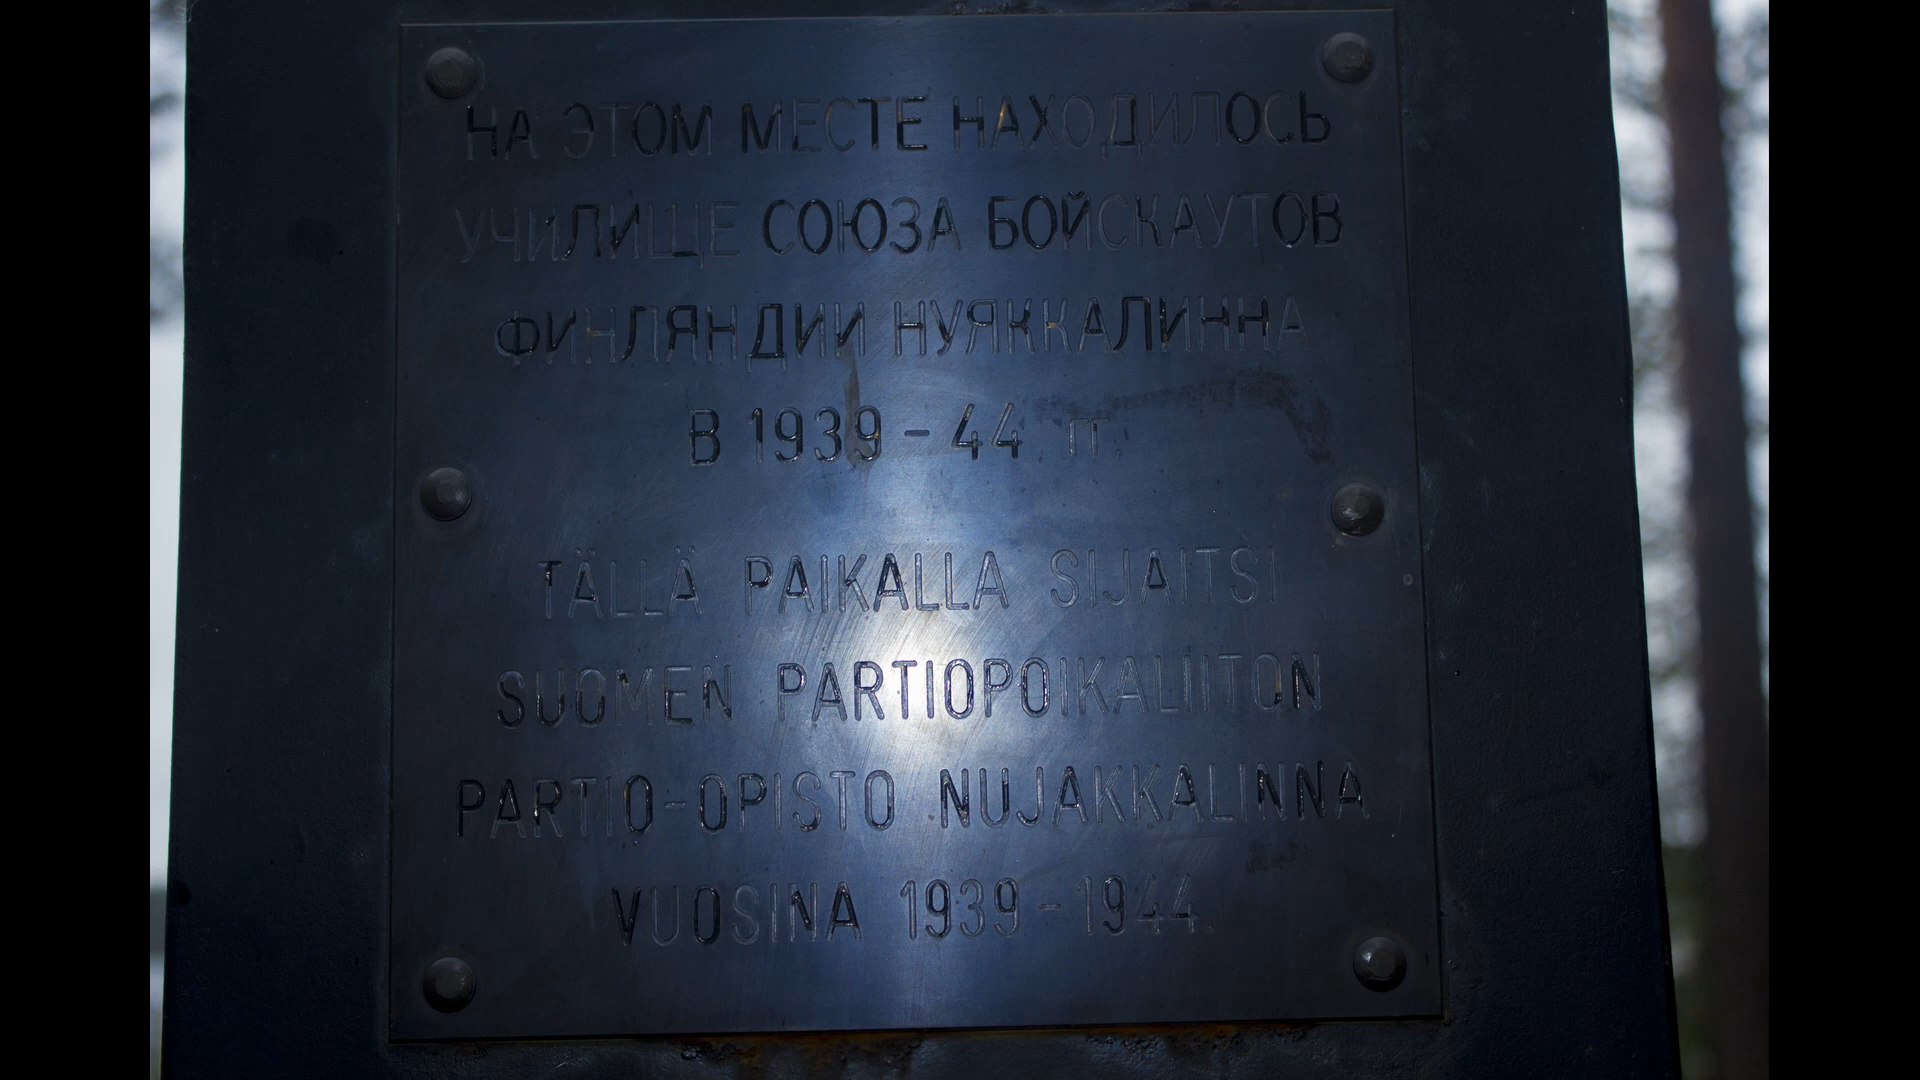 НА ЭТОМ МЕСТЕ НАХОДИЛОСЬ
УЧИЛИЩЕ СОЮЗА БОЙСКАУТОВ
ФИНЛЯНДИИ НУЯККАЛИННА
В 1939-44 гг.
TÄLLÄ PAIKALLA SIJAITSI
SUOMEN PARTIOPOIKALIITON
PARTIO-OPISTO NUJAKKALINNA
VUOSINA 1939-1944.